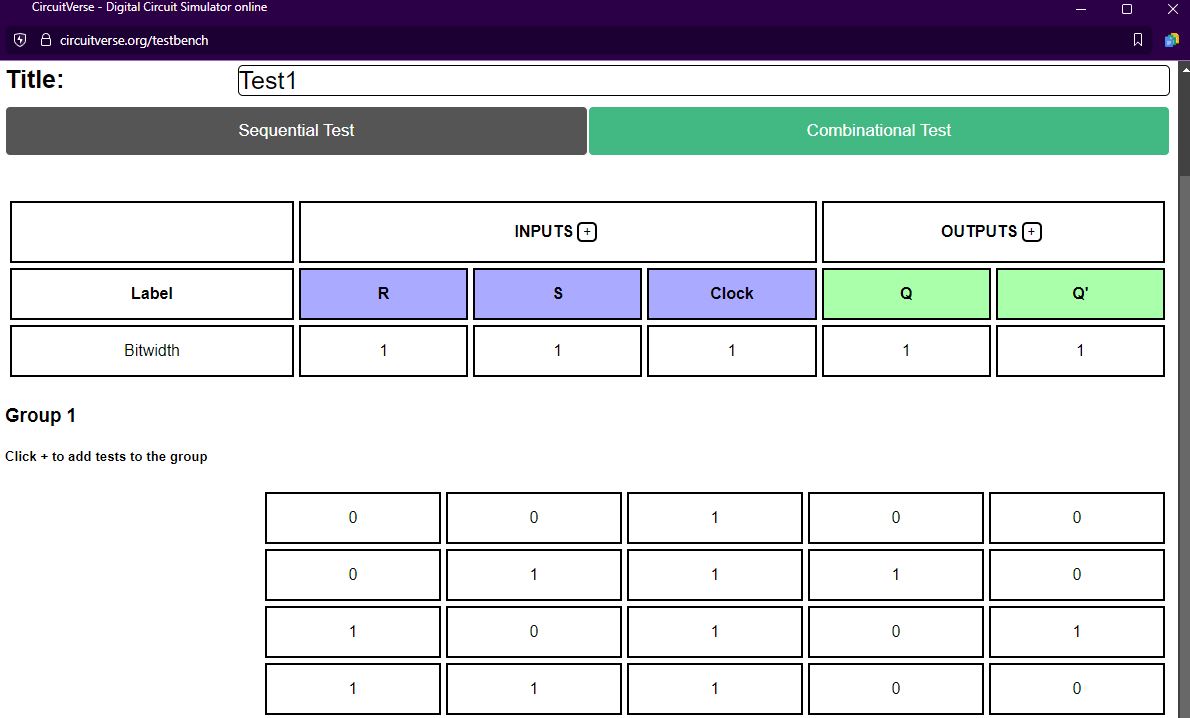 CircuitVerse - Digital Circuit Simulator online
circuitverse.org/testbench
Title: Test1
Sequential Test Combinational Test
INPUTS + OUTPUTS +
Label R S Clock Q Q'
Bitwidth 1 1 1 1 1
Group 1
Click + to add tests to the group
0 0 1 0 0
0 1 1 1 0
1 0 1 0 1
1 1 1 0 0